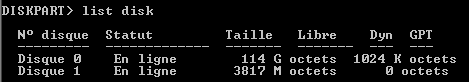 DISKPART> list disk
N° disque  Statut         Taille   Libre    Dyn  GPT
---------  -------------  -------  -------  ---  ---
Disque 0    En ligne        114 G octets  1024 K octets
Disque 1    En ligne       3817 M octets     0 octets